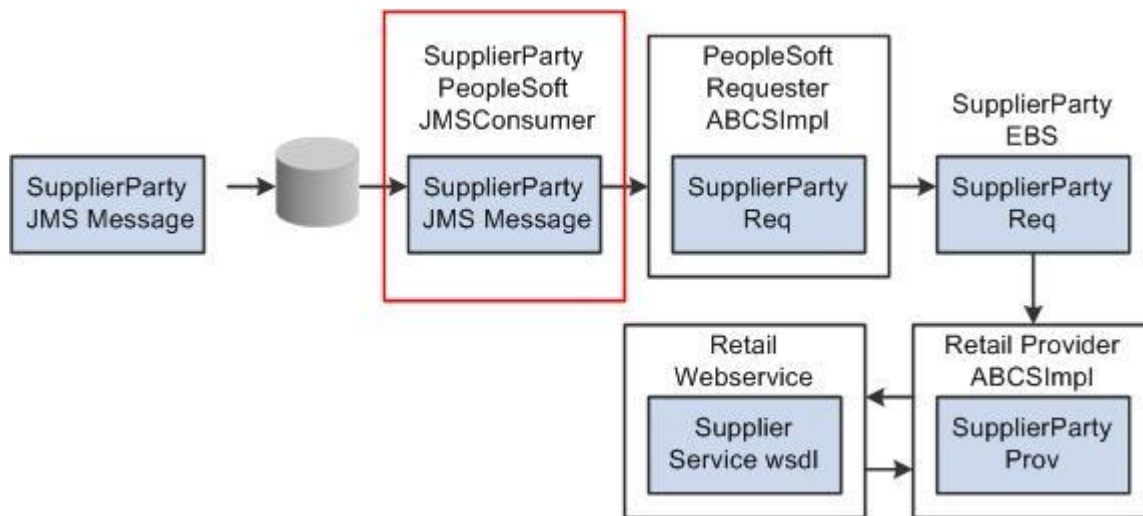 SupplierParty
PeopleSoft
JMSConsumer
PeopleSoft
Requester
ABCSImpl
SupplierParty
EBS
SupplierParty
JMS Message
SupplierParty
JMS Message
SupplierParty
Req
SupplierParty
Req
Retail
Webservice
Retail Provider
ABCSImpl
Supplier
Service wsdl
SupplierParty
Prov